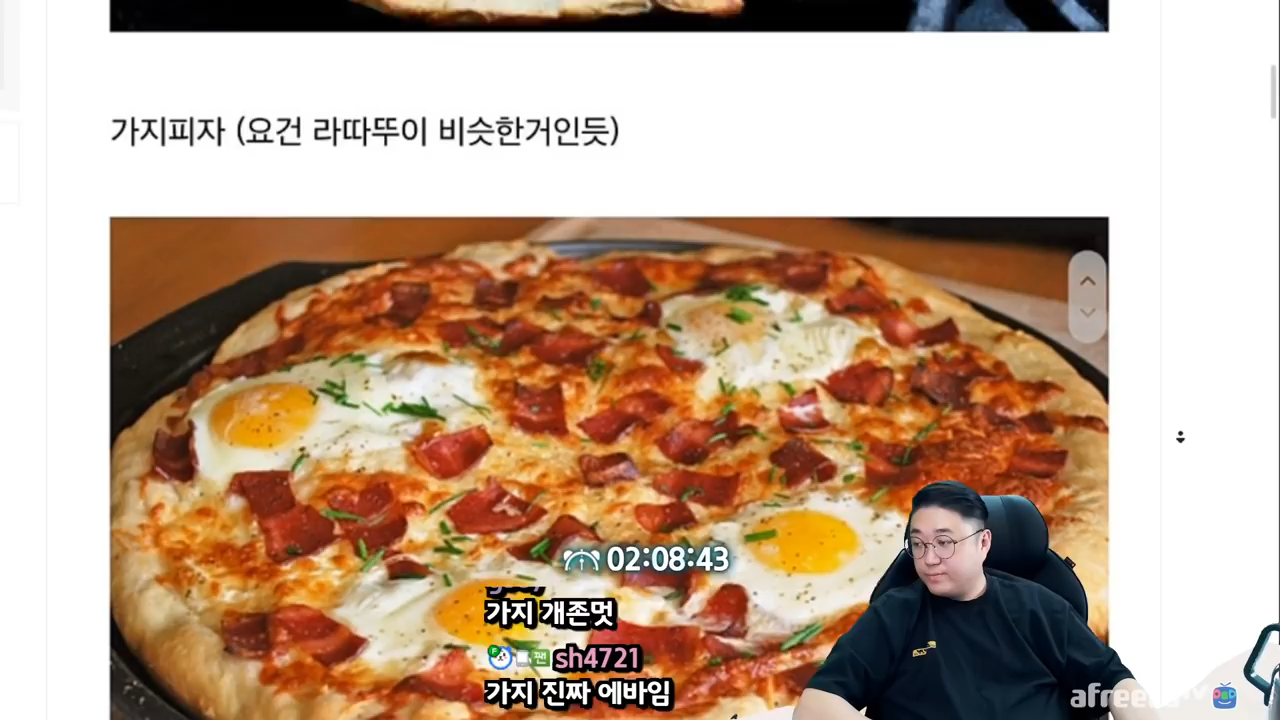 가지피자 (요건 라따뚜이 비슷한거인듯)
02:08:43
가지 개존멋
sh4721
가지 진짜 에바임